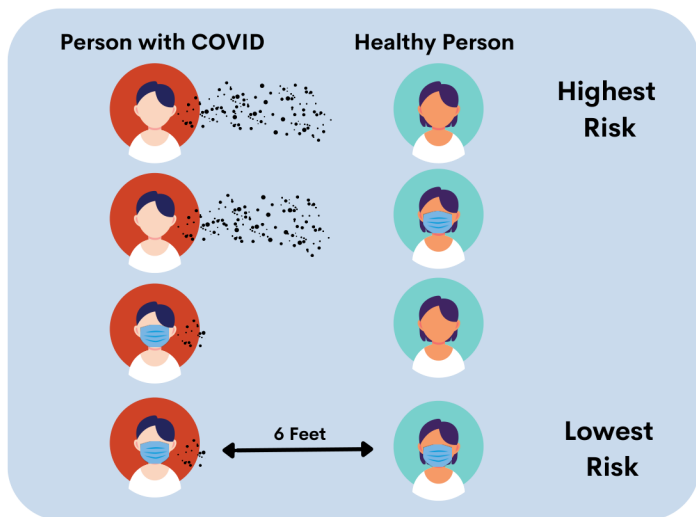 Person with COVID
Healthy Person
Highest
Risk
6 Feet
Lowest
Risk